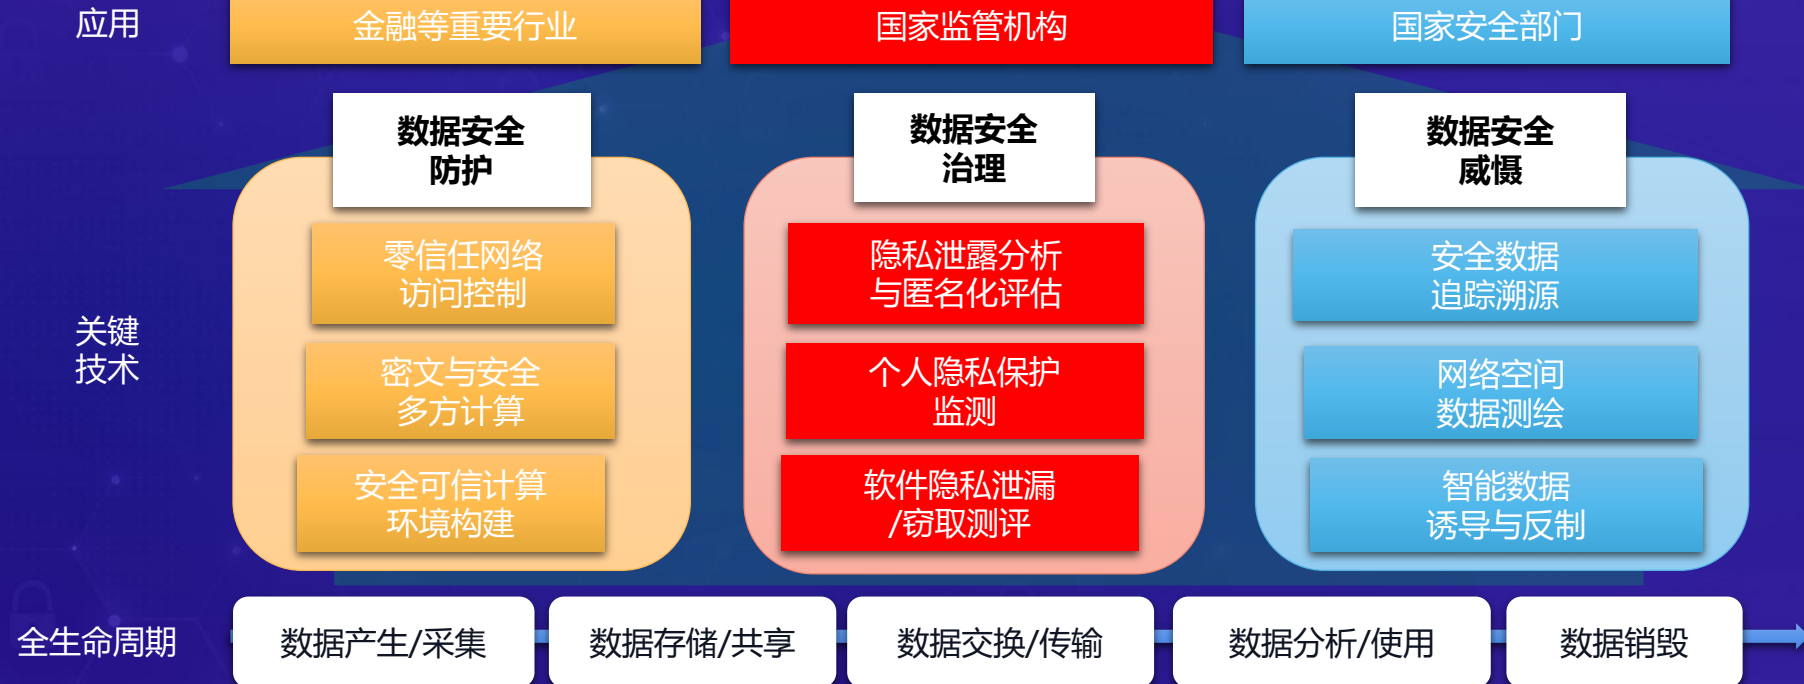 应用
金融等重要行业
国家监管机构
国家安全部门
数据安全
防护
数据安全
治理
数据安全
威慑
关键
技术
零信任网络
访问控制
密文与安全
多方计算
安全可信计算
环境构建
隐私泄露分析
与匿名化评估
个人隐私保护
监测
软件隐私泄漏
/窃取测评
安全数据
追踪溯源
网络空间
数据测绘
智能数据
诱导与反制
全生命周期
数据产生/采集
数据存储/共享
数据交换/传输
数据分析/使用
数据销毁